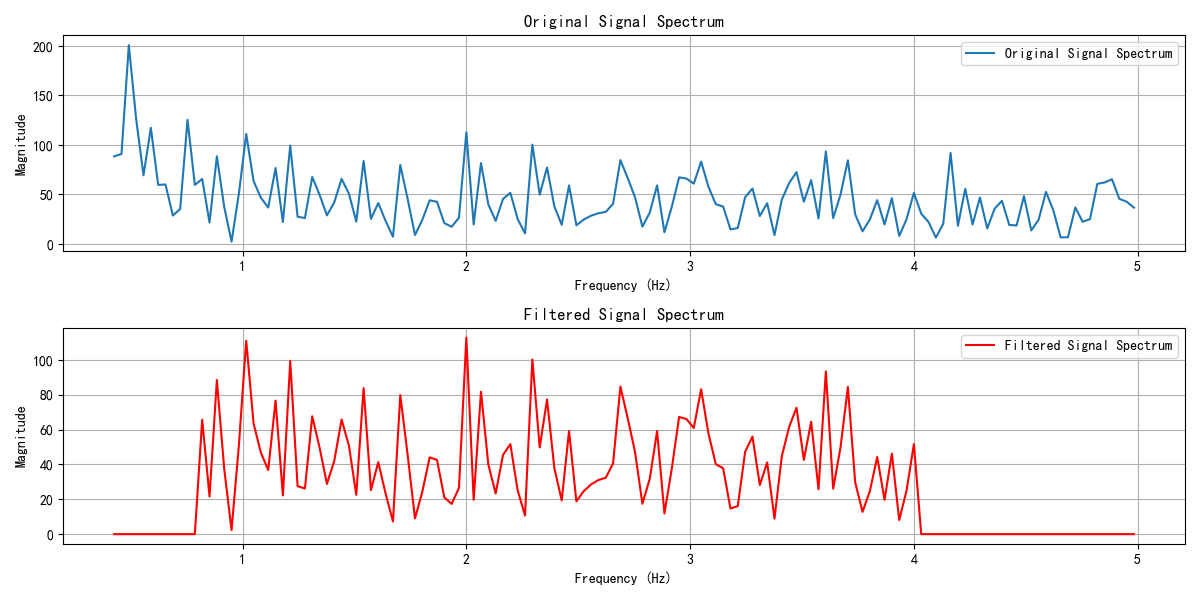 Original Signal Spectrum
Original Signal Spectrum
Magnitude
200
150
100
50
0
1
2
3
4
5
Frequency (Hz)
Filtered Signal Spectrum
Filtered Signal Spectrum
Magnitude
100
80
60
40
20
0
1
2
3
4
5
Frequency (Hz)